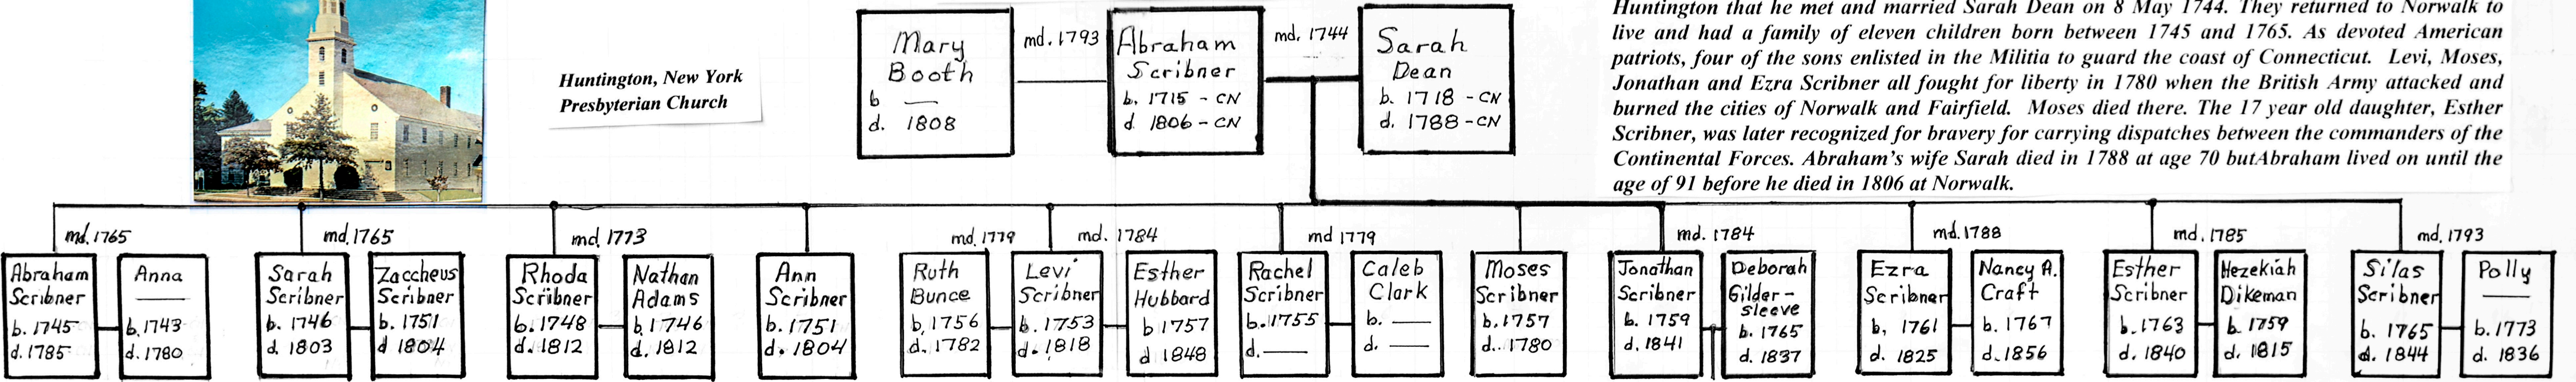 Huntington, New York
Presbyterian Church
Mary
Booth
b —
d. 1808
md. 1793
Abraham
Scribner
b. 1715 - CN
d 1806 - CN
md. 1744
Sarah
Dean
b. 1718 - CN
d. 1788 - CN
Huntington that he met and married Sarah Dean on 8 May 1744. They returned to Norwalk to
live and had a family of eleven children born between 1745 and 1765. As devoted American
patriots, four of the sons enlisted in the Militia to guard the coast of Connecticut. Levi, Moses,
Jonathan and Ezra Scribner all fought for liberty in 1780 when the British Army attacked and
burned the cities of Norwalk and Fairfield. Moses died there. The 17 year old daughter, Esther
Scribner, was later recognized for bravery for carrying dispatches between the commanders of the
Continental Forces. Abraham's wife Sarah died in 1788 at age 70 butAbraham lived on until the
age of 91 before he died in 1806 at Norwalk.
md. 1765
Abraham
Scribner
b. 1745
d. 1785
Anna
—
b. 1743
d. 1780
md. 1765
Sarah
Scribner
b. 1746
d. 1803
Zaccheus
Scribner
b. 1751
d 1804
md. 1773
Rhoda
Scribner
b. 1748
d. 1812
Nathan
Adams
b. 1746
d. 1812
Ann
Scribner
b. 1751
d. 1804
md. 1779
Ruth
Bunce
b. 1756
d. 1782
Levi
Scribner
b. 1753
d. 1818
md. 1784
Esther
Hubbard
b 1757
d 1848
md 1779
Rachel
Scribner
b. 1755
d. —
Caleb
Clark
b. —
d. —
Moses
Scribner
b. 1757
d. 1780
md. 1784
Jonathan
Scribner
b. 1759
d. 1841
Deborah
Gilder-
sleeve
b. 1765
d. 1837
md. 1788
Ezra
Scribner
b. 1761
d. 1825
Nancy A.
Craft
b. 1767
d. 1856
md. 1785
Esther
Scribner
b. 1763
d. 1840
Hezekiah
Dikeman
b. 1759
d. 1815
md. 1793
Silas
Scribner
b. 1765
d. 1844
Polly
—
b. 1773
d. 1836